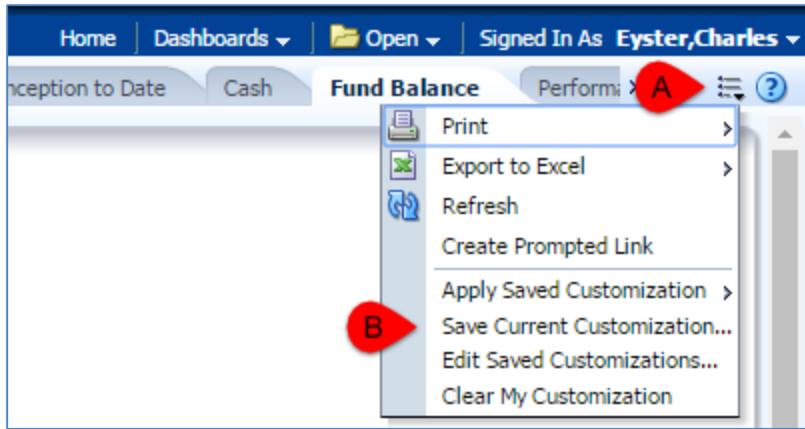 Home Dashboards Open Signed In As Eyster,Charles
nception to Date Cash Fund Balance Performa A ?
Print
Export to Excel
Refresh
Create Prompted Link
Apply Saved Customization
B Save Current Customization...
Edit Saved Customizations...
Clear My Customization